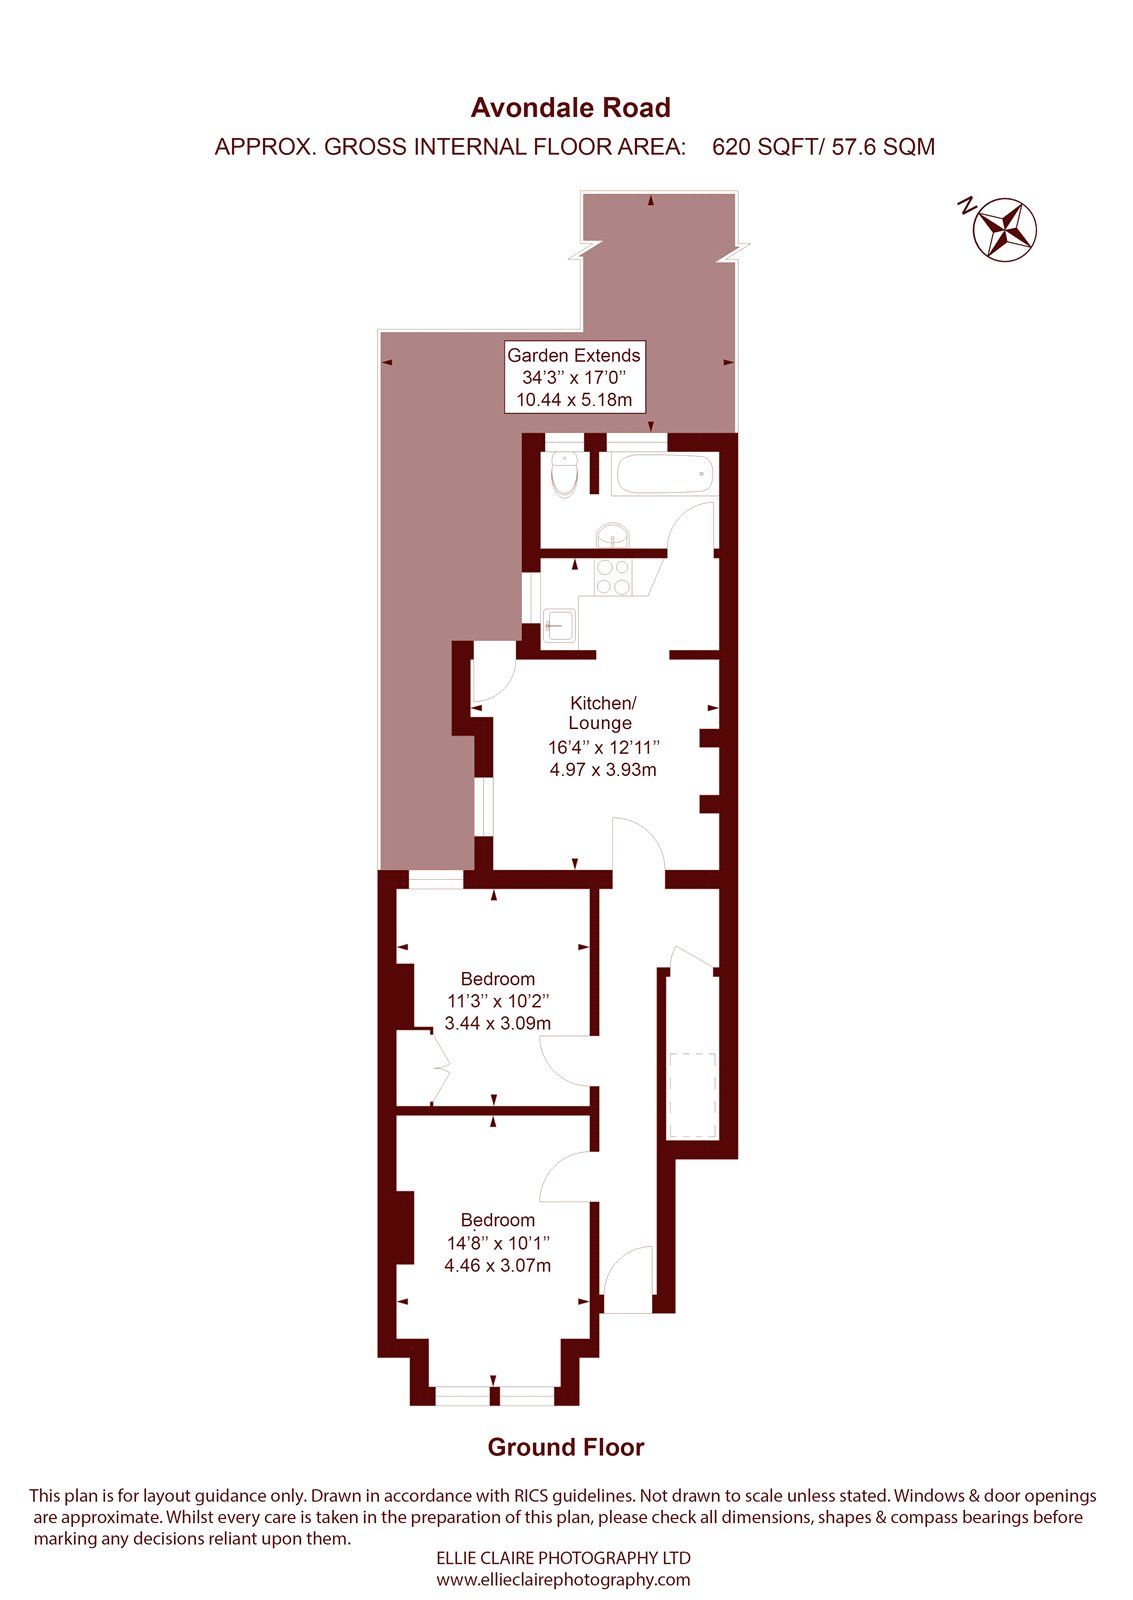 Avondale Road
APPROX. GROSS INTERNAL FLOOR AREA: 620 SQFT/ 57.6 SQM
N
Garden Extends
34’3’’ x 17’0’’
10.44 x 5.18m
Kitchen/
Lounge
16’4’’ x 12’11’’
4.97 x 3.93m
Bedroom
11’3’’ x 10’2’’
3.44 x 3.09m
Bedroom
14’8’’ x 10’1’’
4.46 x 3.07m
Ground Floor
This plan is for layout guidance only. Drawn in accordance with RICS guidelines. Not drawn to scale unless stated. Windows & door openings
are approximate. Whilst every care is taken in the preparation of this plan, please check all dimensions, shapes & compass bearings before
marking any decisions reliant upon them.
ELLIE CLAIRE PHOTOGRAPHY LTD
www.ellieclairephotography.com